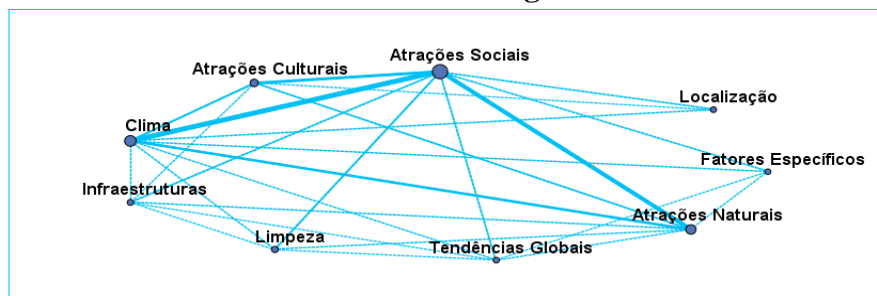 Atrações Sociais
Atrações Culturais
Localização
Clima
Fatores Específicos
Infraestruturas
Atrações Naturais
Limpeza
Tendências Globais